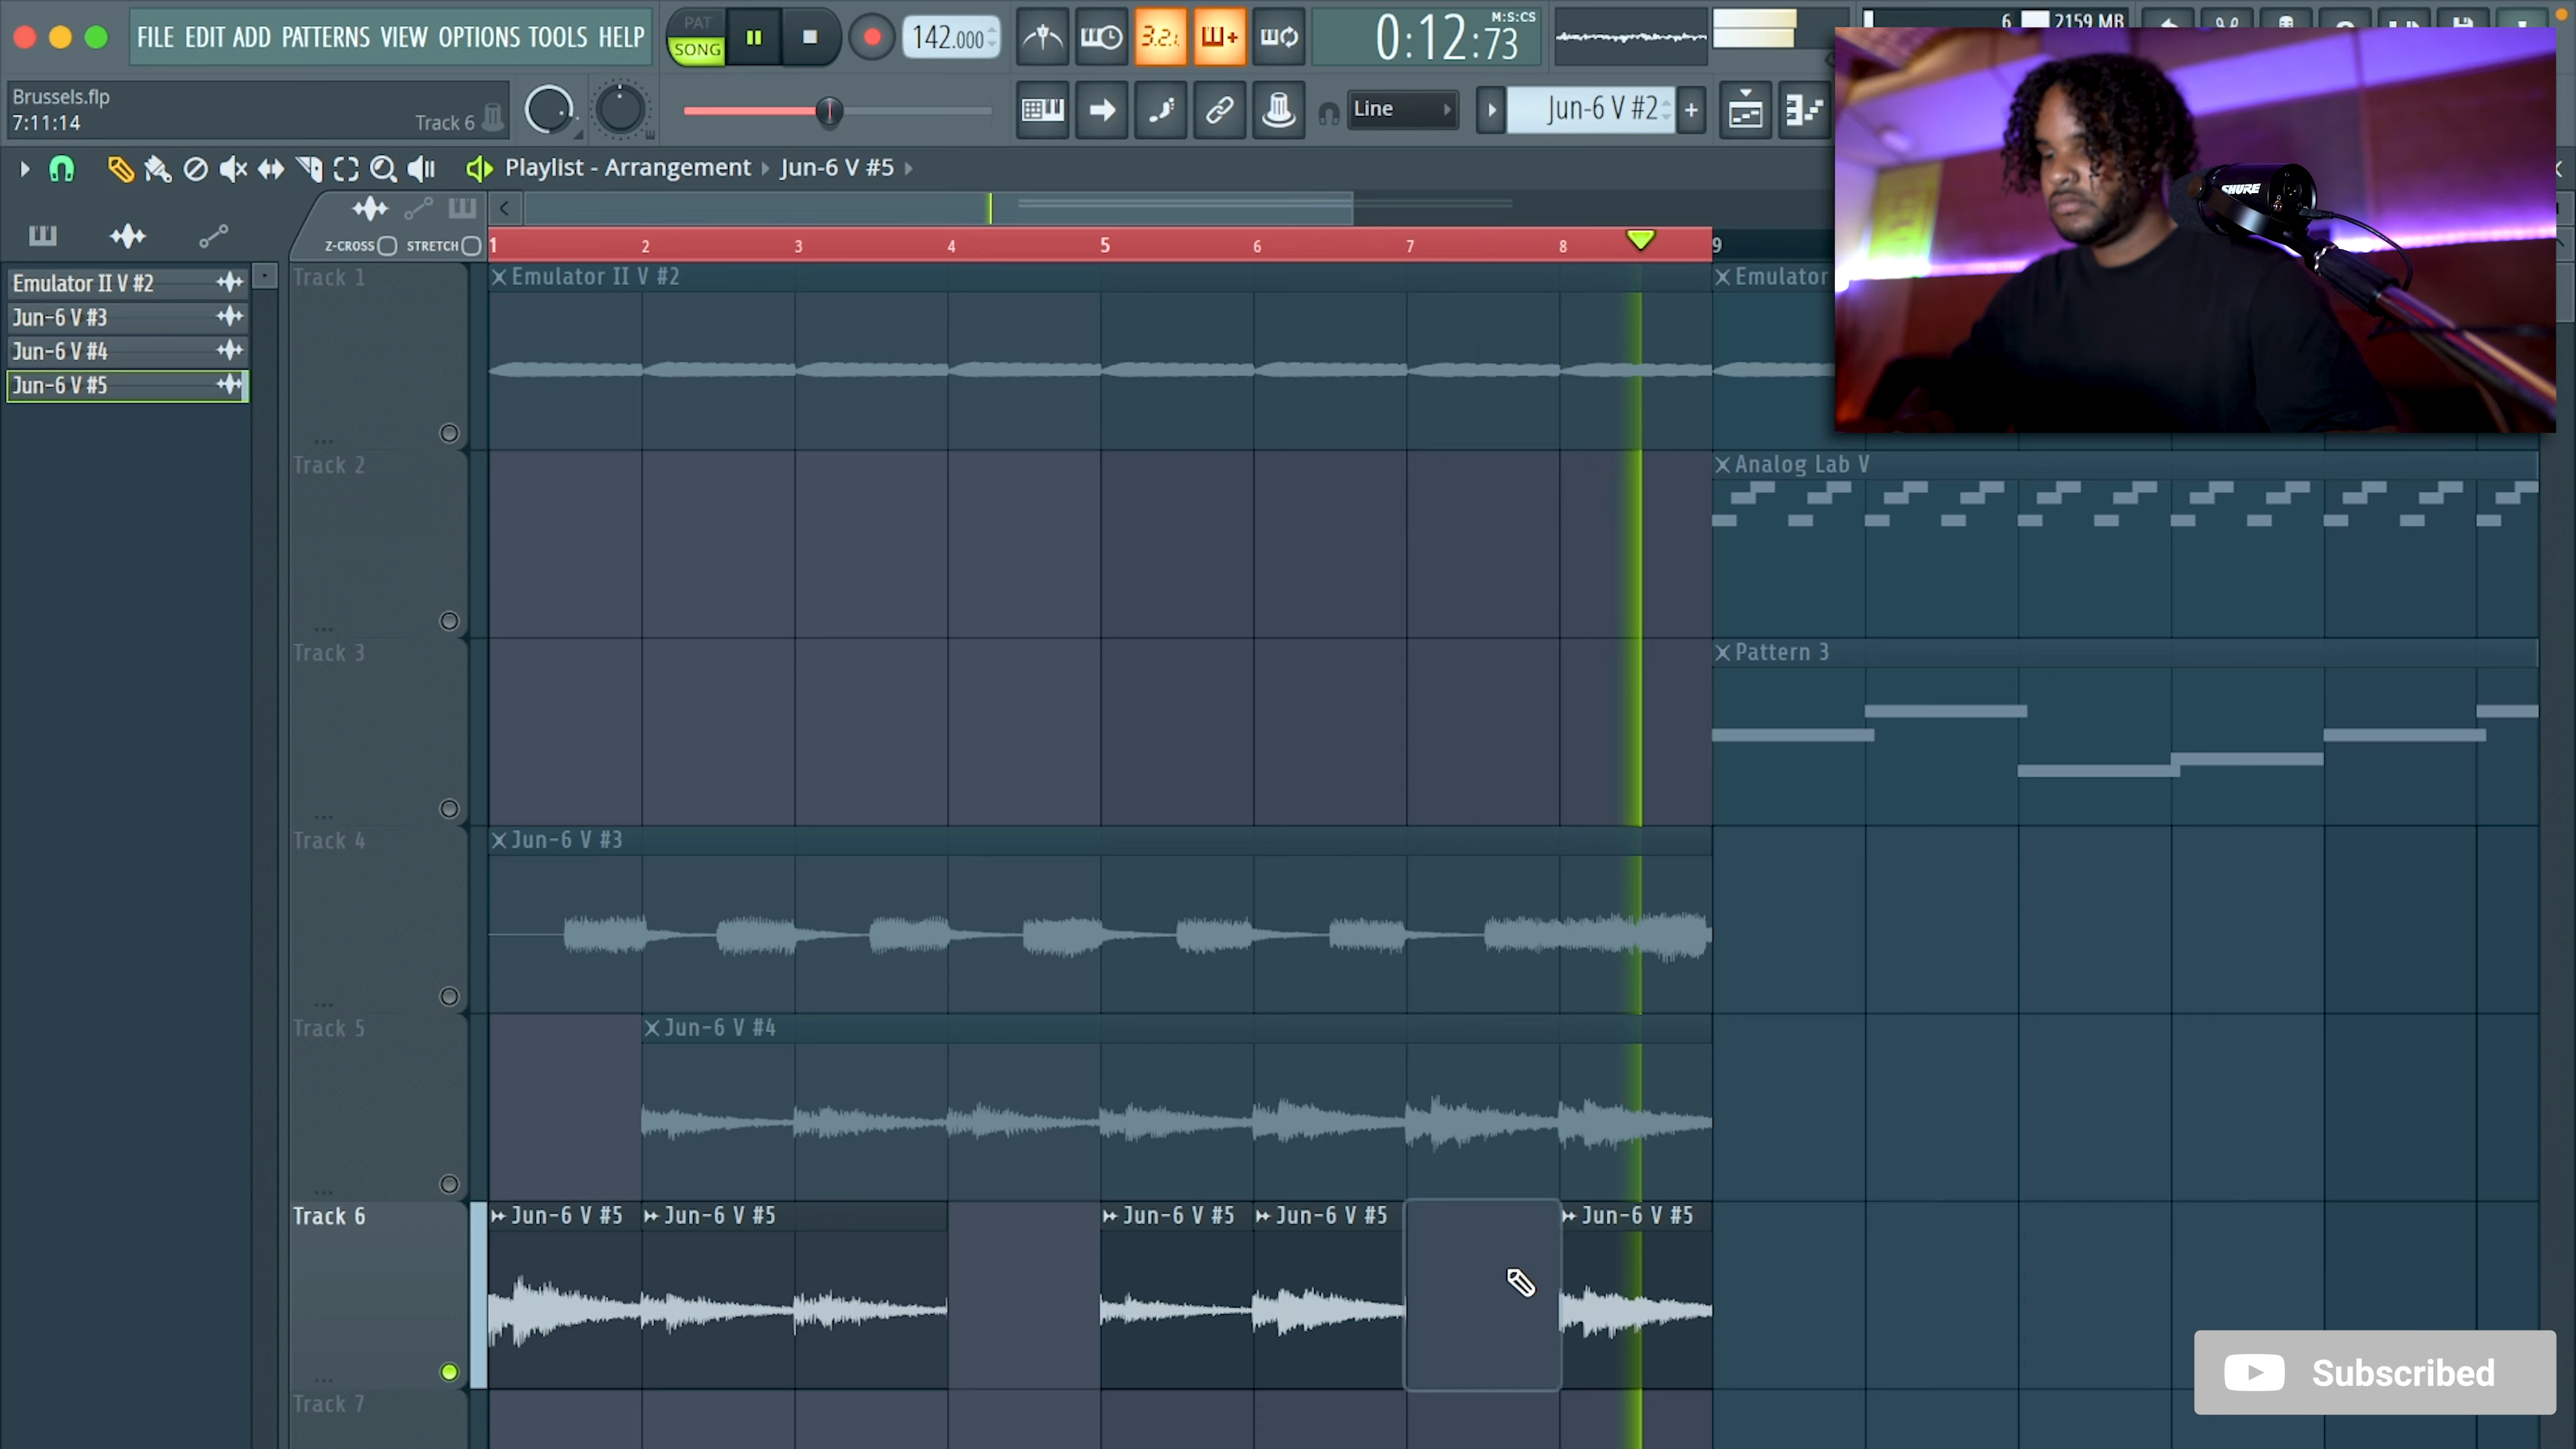 FILE EDIT ADD PATTERNS VIEW OPTIONS TOOLS HELP
PAT
SONG
142.000
3.2.
M:S:CS
0:12:73
6
2159 MB
Brussels.flp
7:11:14
Track 6
Line
Jun-6 V #2
Playlist - Arrangement Jun-6 V #5
SHURE
Z-CROSS STRETCH
1 2 3 4 5 6 7 8 9
Emulator II V #2
Jun-6 V #3
Jun-6 V #4
Jun-6 V #5
Track 1
Emulator II V #2
Emulator
Track 2
Analog Lab V
Track 3
Pattern 3
Track 4
Jun-6 V #3
Track 5
Jun-6 V #4
Track 6
Jun-6 V #5 Jun-6 V #5 Jun-6 V #5 Jun-6 V #5 Jun-6 V #5
Track 7
Subscribed